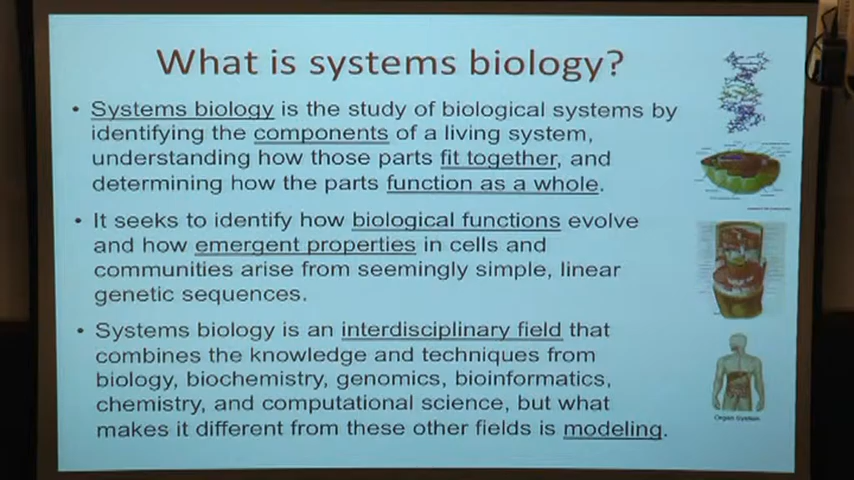 What is systems biology?
• Systems biology is the study of biological systems by
identifying the components of a living system,
understanding how those parts fit together, and
determining how the parts function as a whole.
• It seeks to identify how biological functions evolve
and how emergent properties in cells and
communities arise from seemingly simple, linear
genetic sequences.
• Systems biology is an interdisciplinary field that
combines the knowledge and techniques from
biology, biochemistry, genomics, bioinformatics,
chemistry, and computational science, but what
makes it different from these other fields is modeling.
Organ System